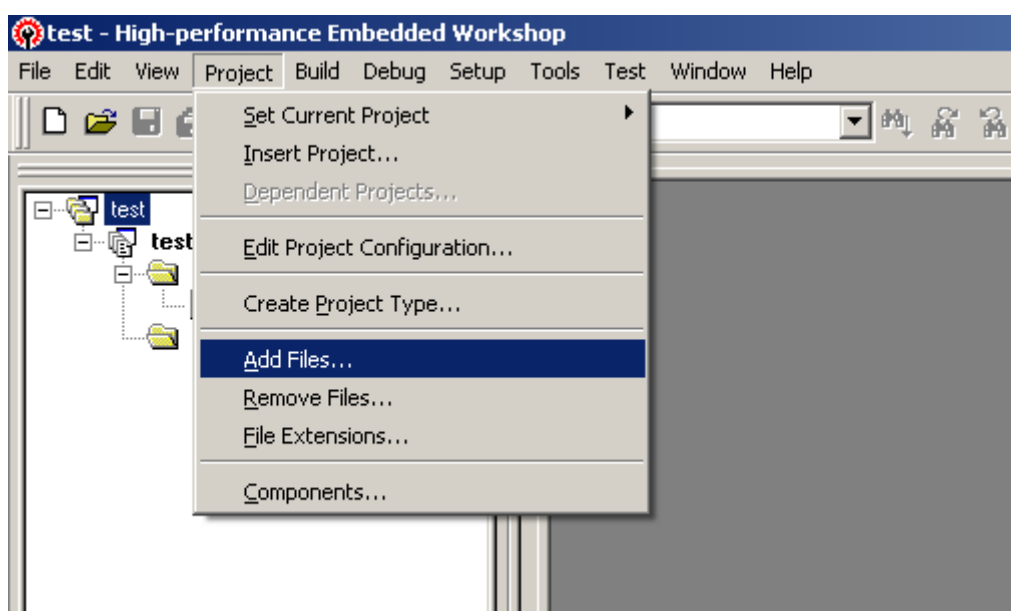 test - High-performance Embedded Workshop
File Edit View Project Build Debug Setup Tools Test Window Help
Set Current Project
Insert Project...
Dependent Projects...
test
test
Edit Project Configuration...
Create Project Type...
Add Files...
Remove Files...
File Extensions...
Components...